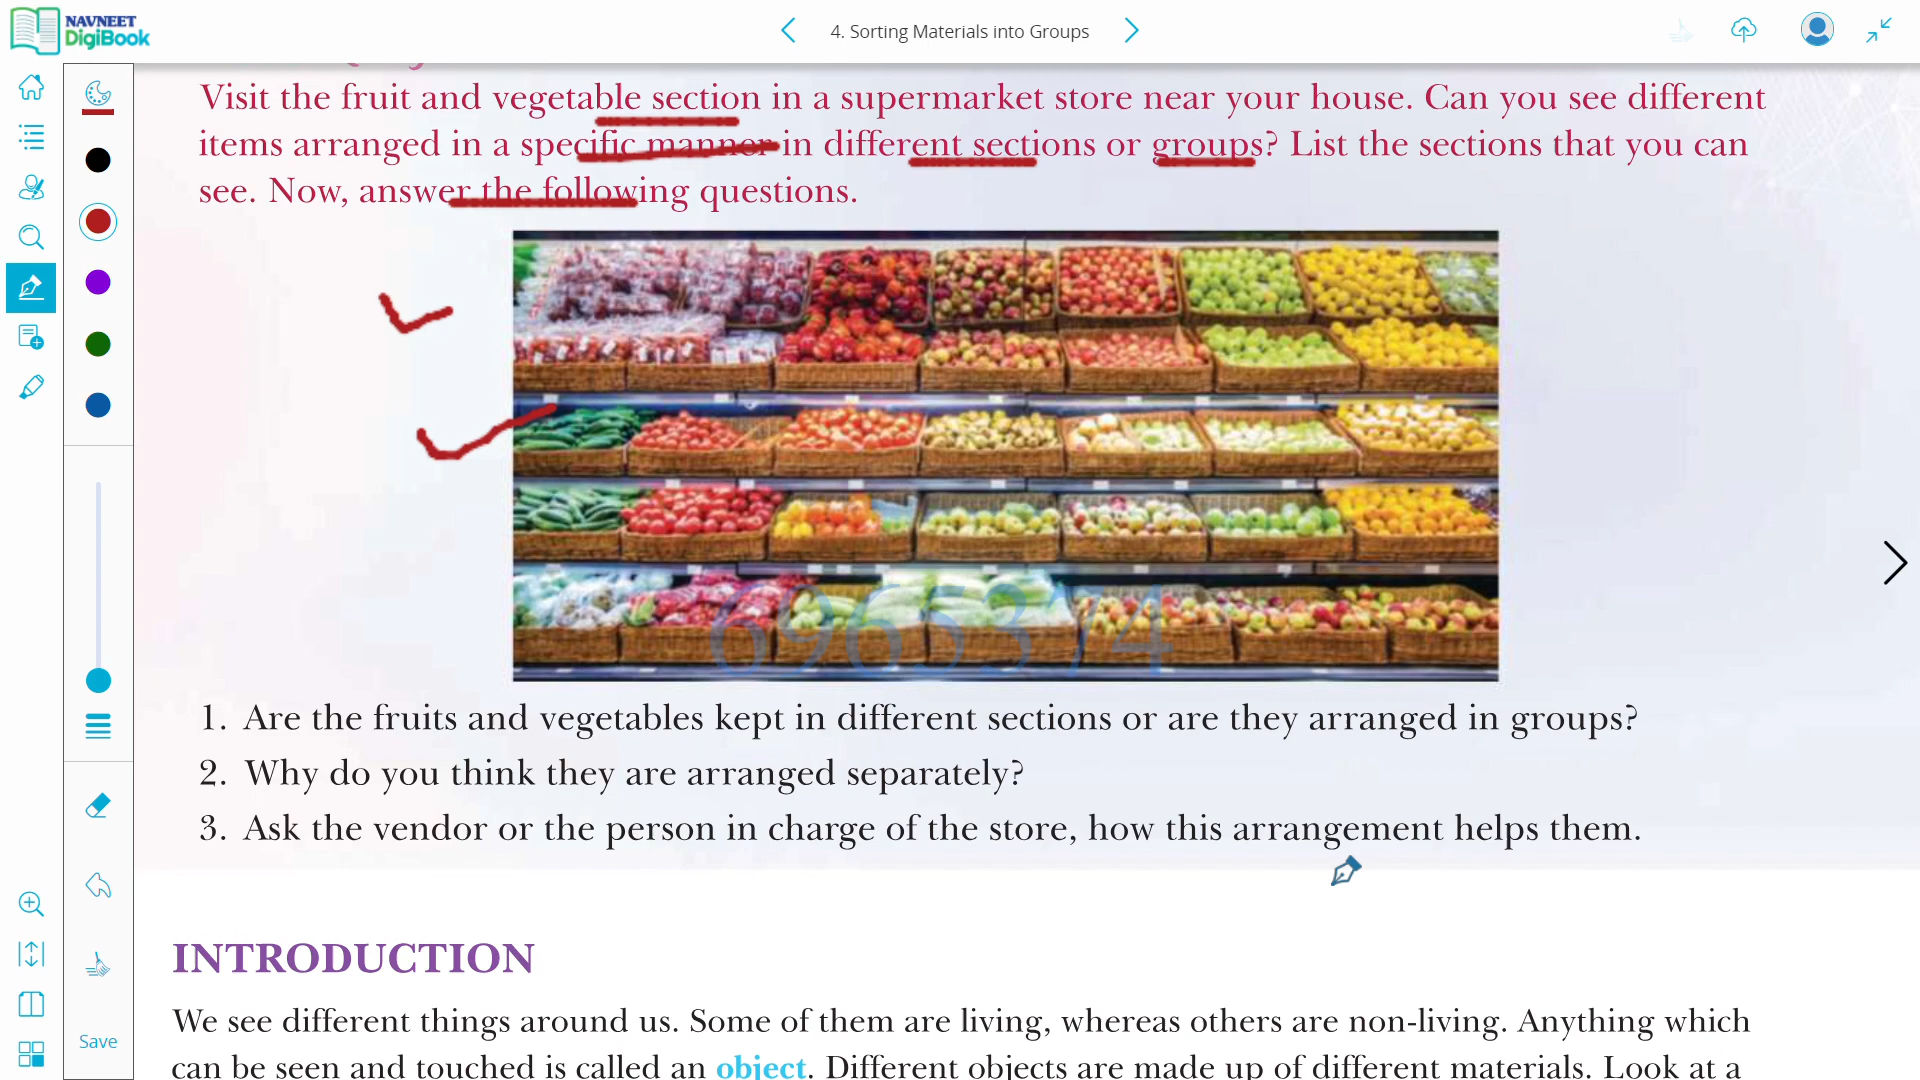 NAVNEET
DigiBook
4. Sorting Materials into Groups
Visit the fruit and vegetable section in a supermarket store near your house. Can you see different
items arranged in a specific manner in different sections or groups? List the sections that you can
see. Now, answer the following questions.
6965374
1. Are the fruits and vegetables kept in different sections or are they arranged in groups?
2. Why do you think they are arranged separately?
3. Ask the vendor or the person in charge of the store, how this arrangement helps them.
INTRODUCTION
We see different things around us. Some of them are living, whereas others are non-living. Anything which
can be seen and touched is called an object. Different objects are made up of different materials. Look at a
Save